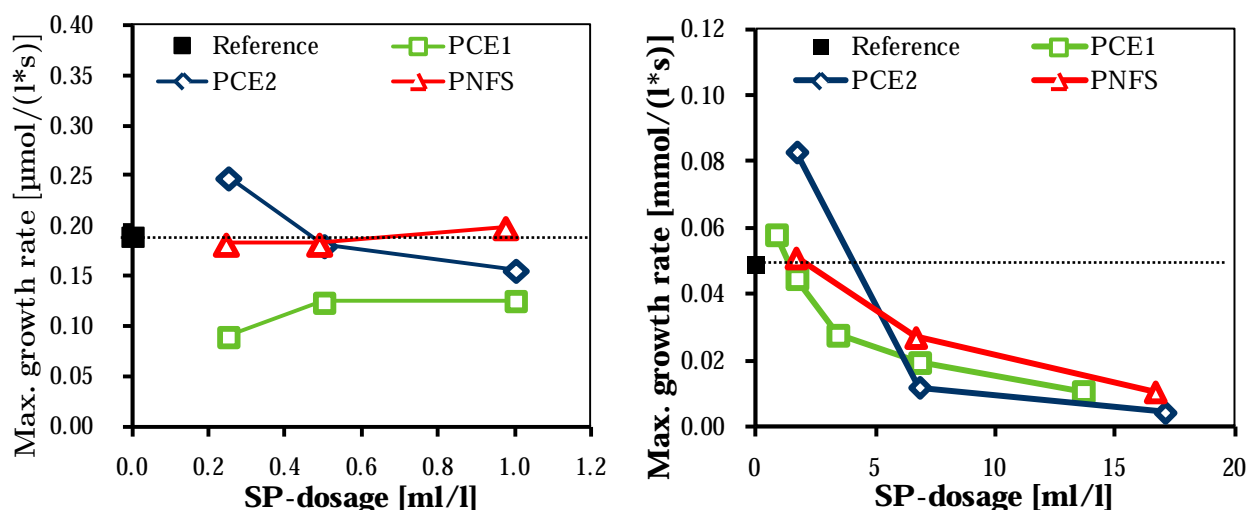 Max. growth rate [µmol/(l*s)]
0.40
0.35
0.30
0.25
0.20
0.15
0.10
0.05
0.00
Reference PCE1
PCE2 PNFS
0.0 0.2 0.4 0.6 0.8 1.0 1.2
SP-dosage [ml/l]
Max. growth rate [mmol/(l*s)]
0.12
0.10
0.08
0.06
0.04
0.02
0.00
Reference PCE1
PCE2 PNFS
0 5 10 15 20
SP-dosage [ml/l]